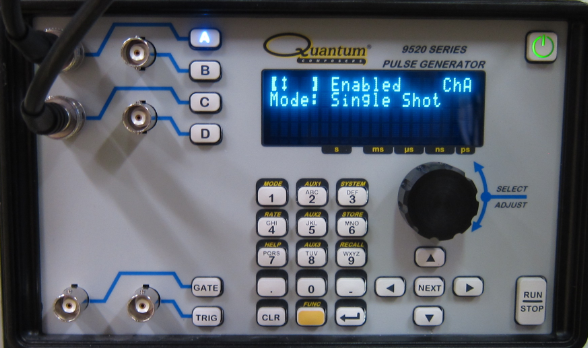 A
B
C
D
Quantum®
COMPOSERS
9520 SERIES
PULSE GENERATOR
[↕ ] Enabled ChA
Mode: Single Shot
s ms µs ns ps
MODE AUX1 SYSTEM
1 ABC 2 DEF 3
RATE AUX2 STORE
GHI 4 JKL 5 MNO 6
HELP AUX3 RECALL
PQRS 7 TUV 8 WXYZ 9
. 0 -
FUNC
CLR
SELECT
ADJUST
NEXT
RUN
STOP
GATE
TRIG